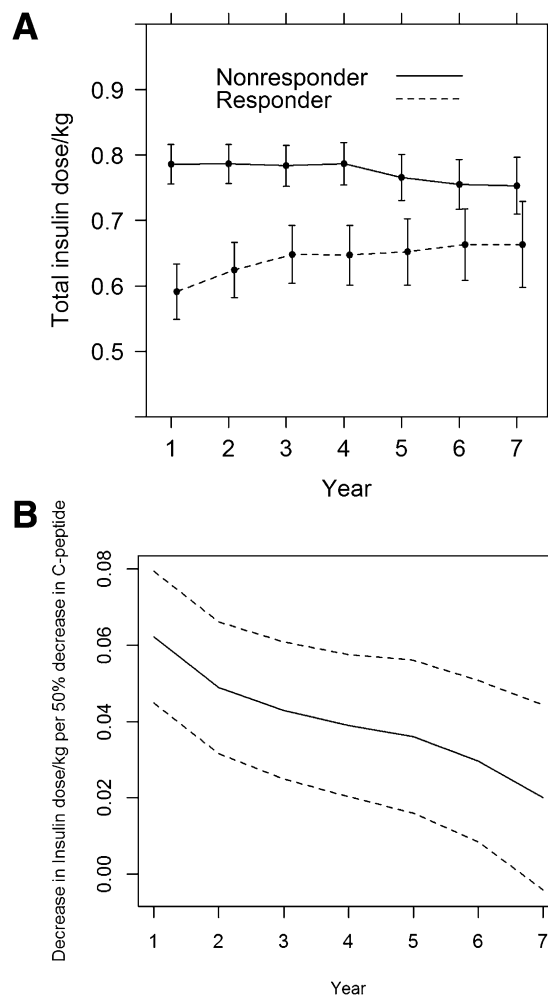 A
Total insulin dose/kg
0.9
0.8
0.7
0.6
0.5
Nonresponder
Responder
1 2 3 4 5 6 7
Year
B
Decrease in Insulin dose/kg per 50% decrease in C-peptide
0.08
0.06
0.04
0.02
0.00
1 2 3 4 5 6 7
Year